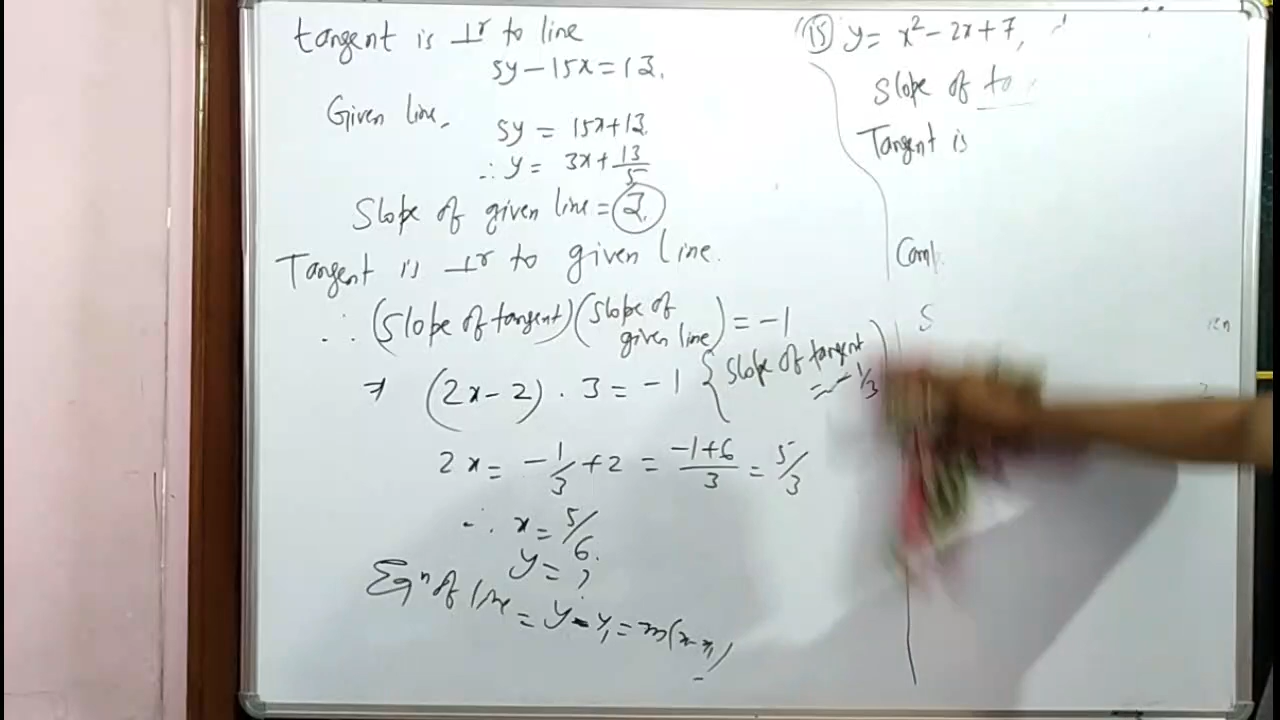 tangent is ⊥r to line
5y - 15x = 13.
Given line,
5y = 15x + 13.
∴ y = 3x + 13/5
Slope of given line = 3.
Tangent is ⊥r to given line.
∴ (Slope of tangent) (Slope of given line) = -1
⇒ (2x - 2) . 3 = -1 { Slope of tangent = -1/3
2x = -1/3 + 2 = (-1+6)/3 = 5/3
∴ x = 5/6.
y = ?
Eqⁿ of line = y - y₁ = m(x - x₁)
(15) y = x² - 2x + 7,
Slope of
Tangent is
S